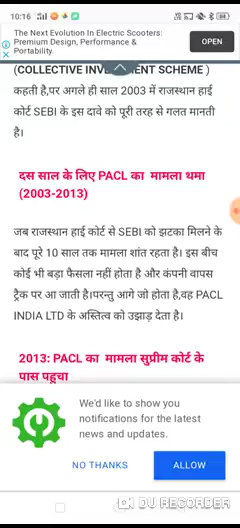 10:16
The Next Evolution In Electric Scooters:
Premium Design, Performance &
Portability.
OPEN
(COLLECTIVE INVESTMENT SCHEME )
कहती है,पर अगले ही साल 2003 में राजस्थान हाई
कोर्ट SEBI के इस दावे को पूरी तरह से गलत मानती
है।
दस साल के लिए PACL का मामला थमा
(2003-2013)
जब राजस्थान हाई कोर्ट से SEBI को झटका मिलने के
बाद पूरे 10 साल तक मामला शांत रहता है। इस बीच
कोई भी बड़ा फैसला नहीं होता है और कंपनी वापस
ट्रैक पर आ जाती है।परन्तु आगे जो होता है,वह PACL
INDIA LTD के अस्तित्व को उझाड़ देता है।
2013: PACL का मामला सुप्रीम कोर्ट के
पास पहुचा
We'd like to show you
notifications for the latest
news and updates.
NO THANKS
ALLOW
DU RECORDER